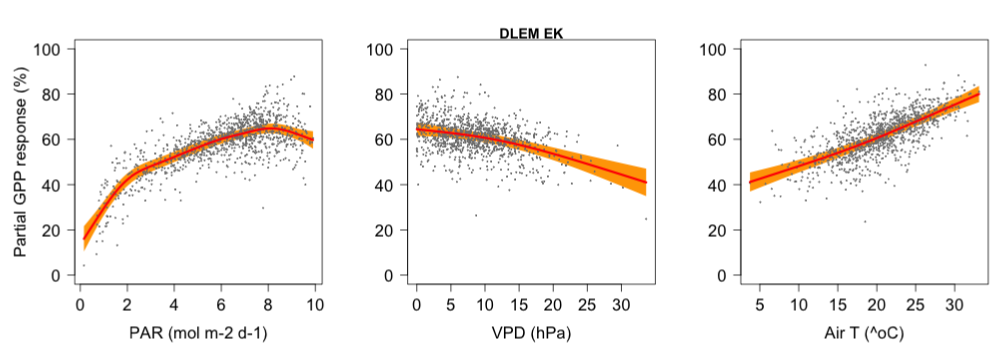 DLEM EK
Partial GPP response (%)
100
80
60
40
20
0
0 2 4 6 8 10
PAR (mol m-2 d-1)
100
80
60
40
20
0
0 5 10 15 20 25 30
VPD (hPa)
100
80
60
40
20
0
5 10 15 20 25 30
Air T (^oC)